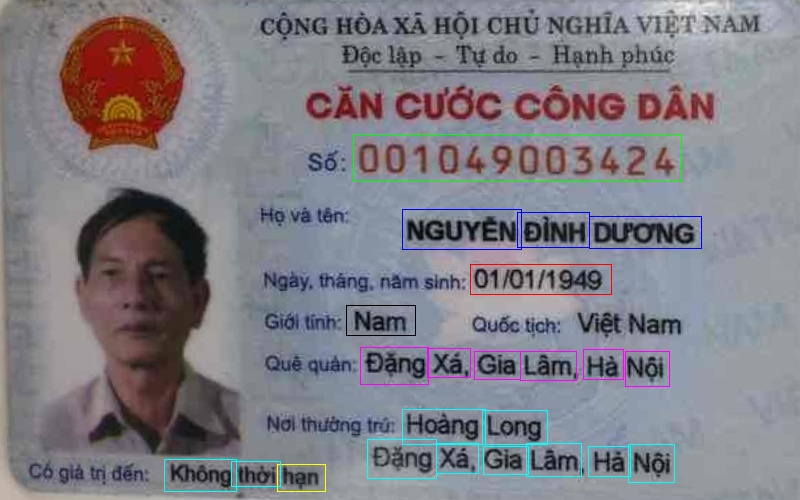 CỘNG HÒA XÃ HỘI CHỦ NGHĨA VIỆT NAM
Độc lập - Tự do - Hạnh phúc
CĂN CƯỚC CÔNG DÂN
Số: 001049003424
Họ và tên: NGUYỄN ĐÌNH DƯƠNG
Ngày, tháng, năm sinh: 01/01/1949
Giới tính: Nam Quốc tịch: Việt Nam
Quê quán: Đặng Xá, Gia Lâm, Hà Nội
Nơi thường trú: Hoàng Long
Đặng Xá, Gia Lâm, Hà Nội
Có giá trị đến: Không thời hạn